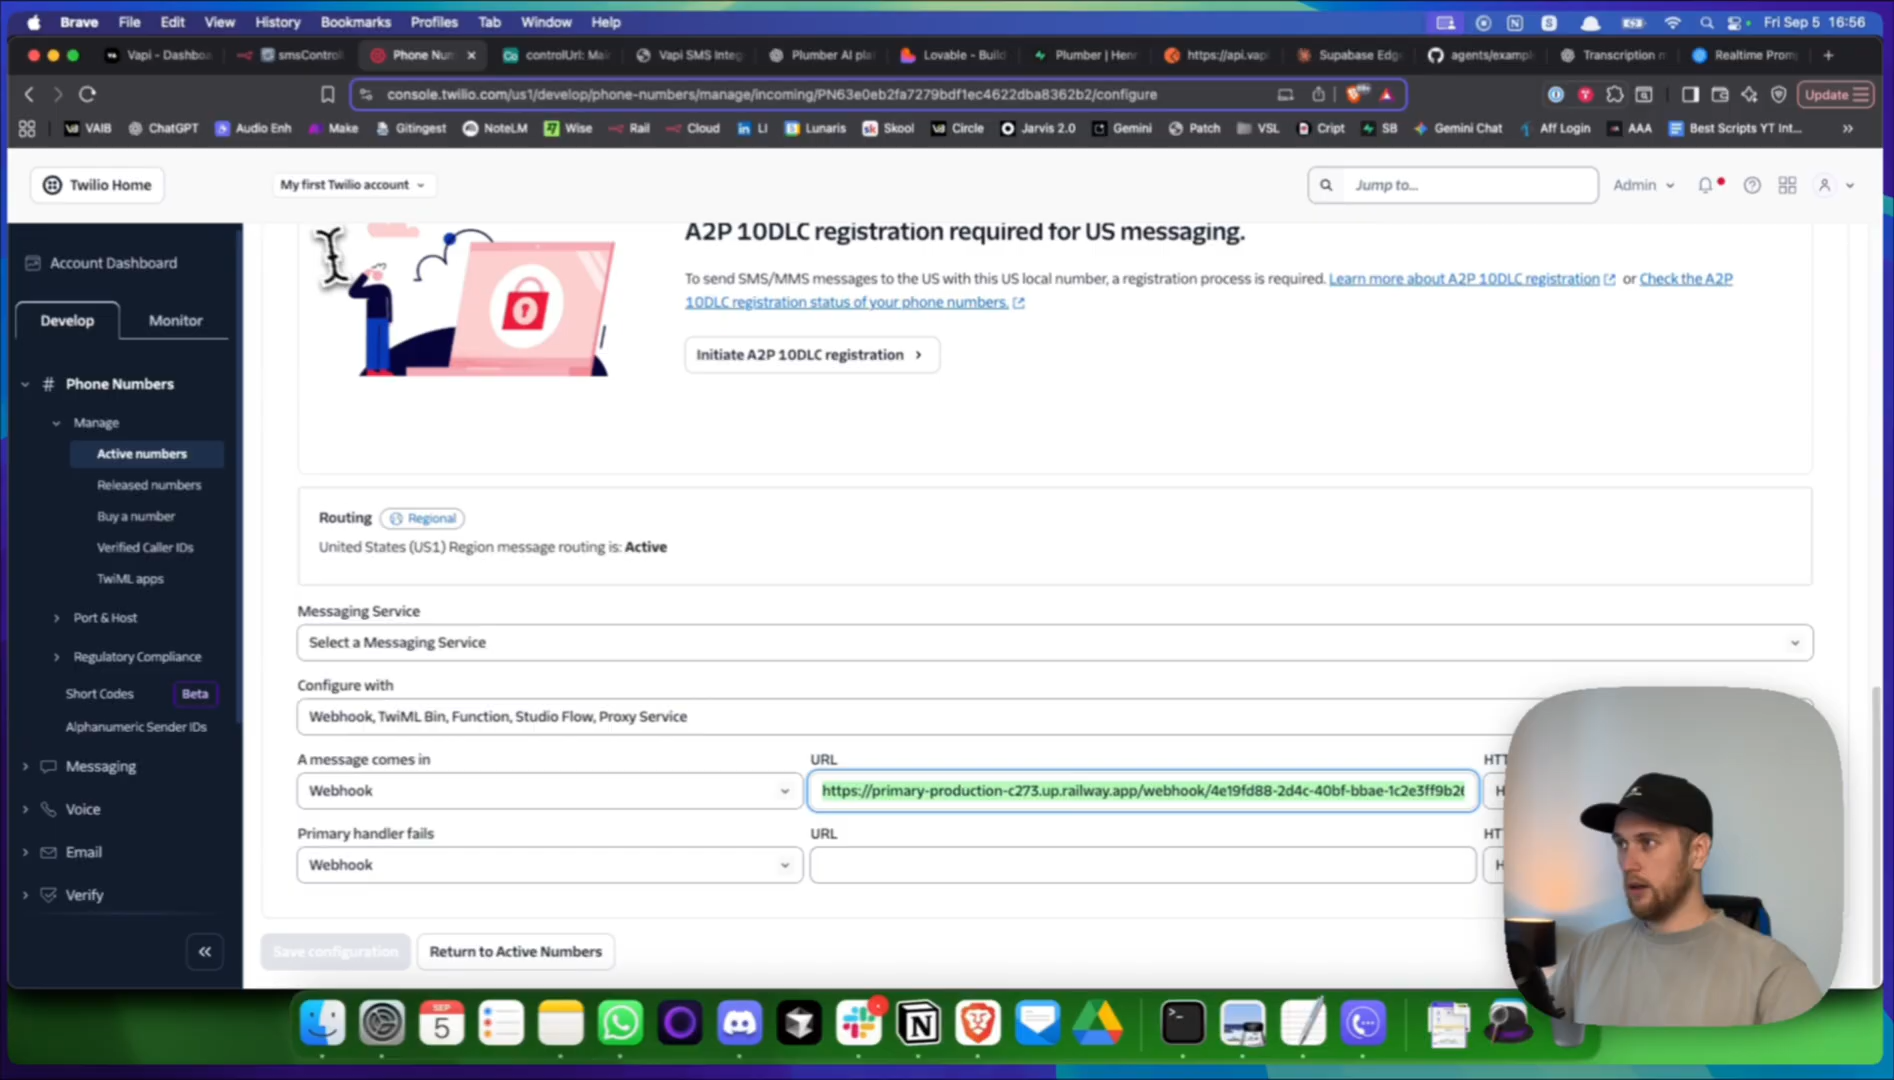 Brave File Edit View History Bookmarks Profiles Tab Window Help Fri Sep 5 16:56
Vapi - Dashboa smsControl Phone Num controlUrl: Mai Vapi SMS Integ Plumber AI pla Lovable - Build Plumber | Hen https://api.vapi Supabase Edg agents/exampl Transcription m Realtime Prom
console.twilio.com/us1/develop/phone-numbers/manage/incoming/PN63e0eb2fa7279bdf1ec4622dba8362b2/configure Update
VAIB ChatGPT Audio Enh Make Gitingest NoteLM Wise Rail Cloud LI Lunaris Skool Circle Jarvis 2.0 Gemini Patch VSL Cript SB Gemini Chat Aff Login AAA Best Scripts YT Int...
Twilio Home My first Twilio account Jump to... Admin
Account Dashboard
Develop Monitor
# Phone Numbers
Manage
Active numbers
Released numbers
Buy a number
Verified Caller IDs
TwiML apps
Port & Host
Regulatory Compliance
Short Codes Beta
Alphanumeric Sender IDs
Messaging
Voice
Email
Verify
A2P 10DLC registration required for US messaging.
To send SMS/MMS messages to the US with this US local number, a registration process is required. Learn more about A2P 10DLC registration or Check the A2P
10DLC registration status of your phone numbers.
Initiate A2P 10DLC registration
Routing Regional
United States (US1) Region message routing is: Active
Messaging Service
Select a Messaging Service
Configure with
Webhook, TwiML Bin, Function, Studio Flow, Proxy Service
A message comes in URL HTT
Webhook https://primary-production-c273.up.railway.app/webhook/4e19fd88-2d4c-40bf-bbae-1c2e3ff9b26 H
Primary handler fails URL HT
Webhook H
Save configuration Return to Active Numbers
SEP
5